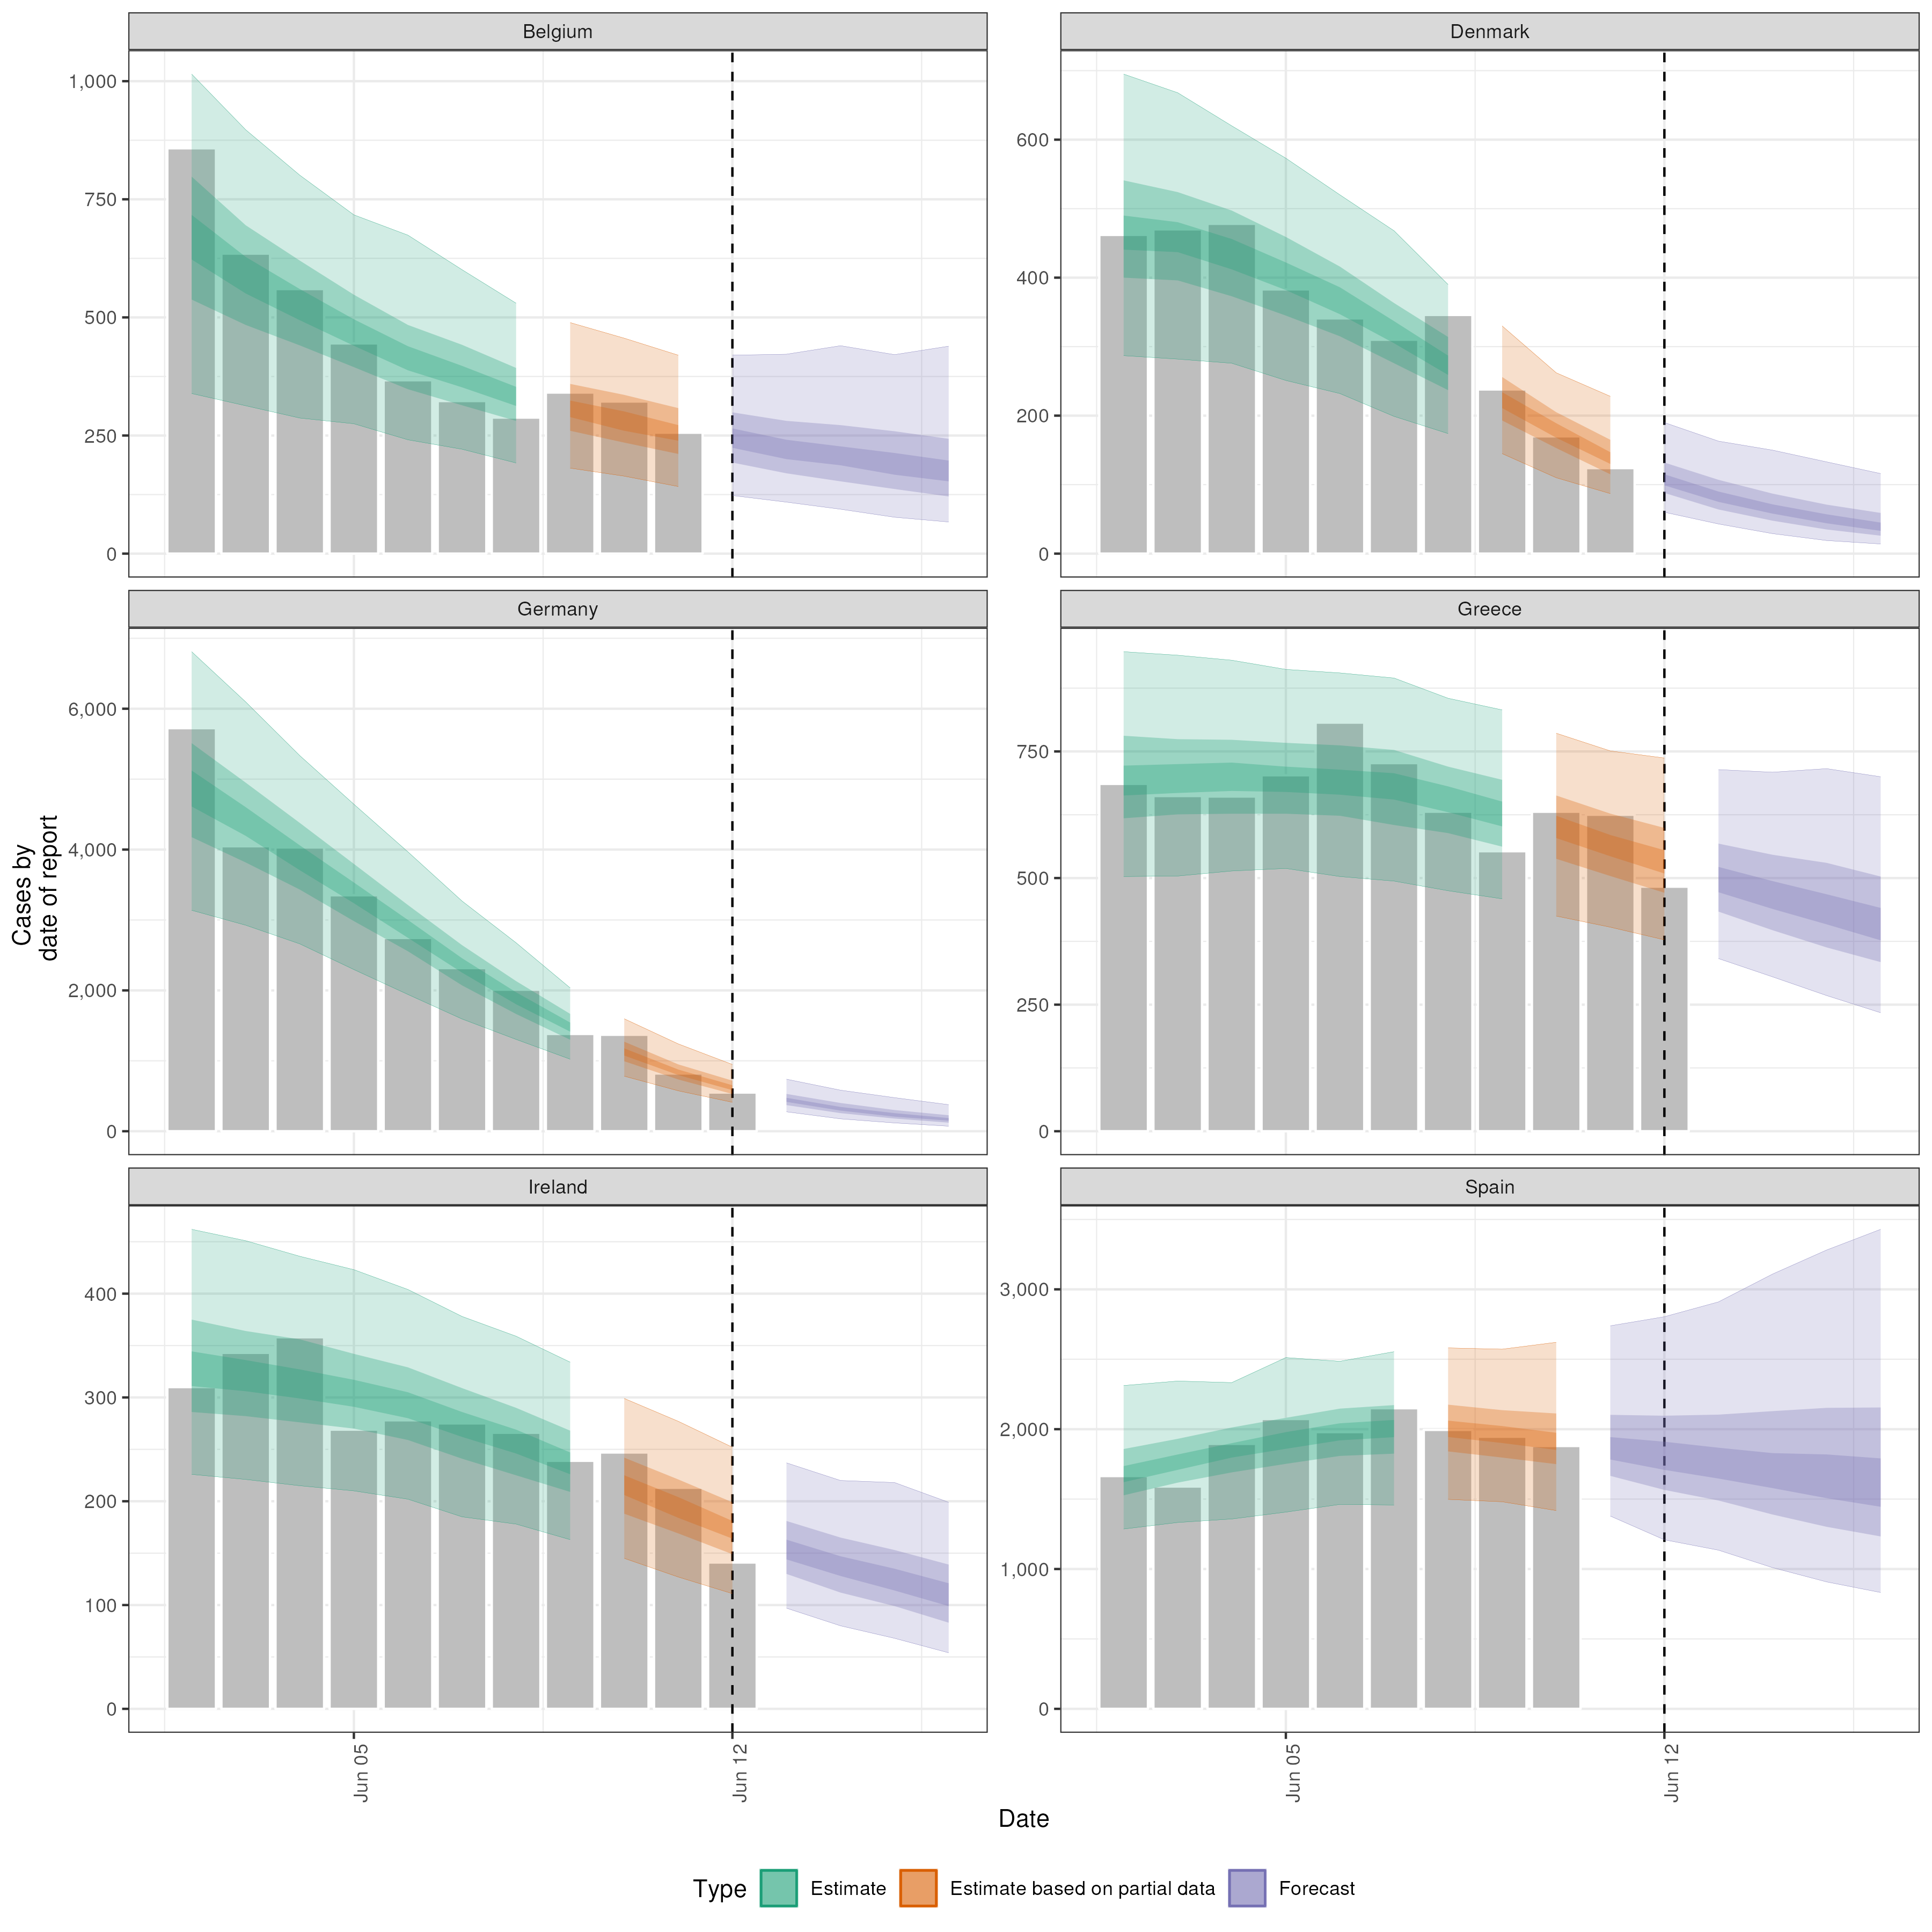 Belgium
Denmark
1,000
750
500
250
0
600
400
200
0
Germany
Greece
6,000
4,000
2,000
0
750
500
250
0
Cases by
date of report
Ireland
Spain
400
300
200
100
0
3,000
2,000
1,000
0
Jun 05
Jun 12
Jun 05
Jun 12
Date
Type Estimate Estimate based on partial data Forecast